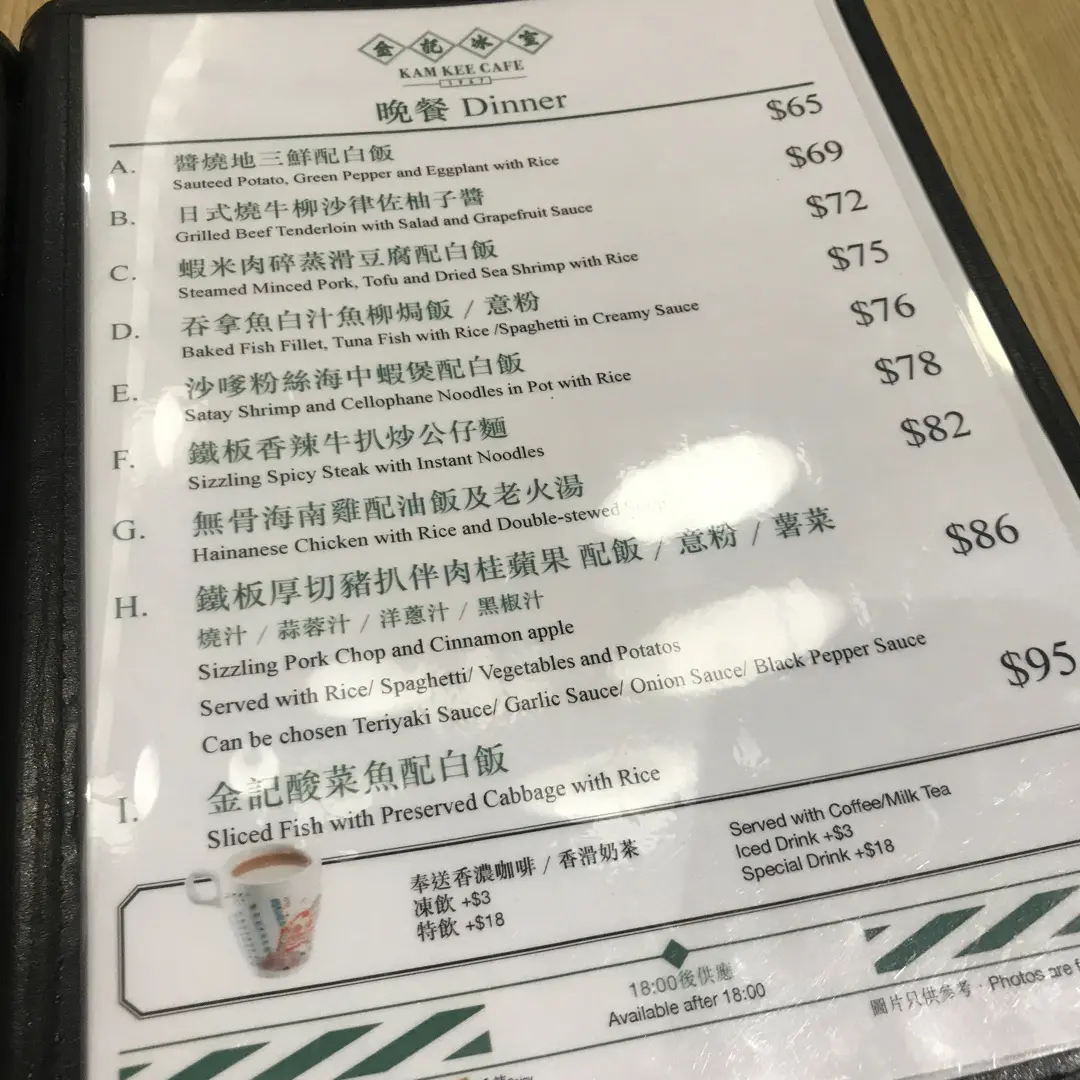 金記冰室
KAM KEE CAFE
1967
晚餐 Dinner
A. 醬燒地三鮮配白飯 $65
Sauteed Potato, Green Pepper and Eggplant with Rice
B. 日式燒牛柳沙律佐柚子醬 $69
Grilled Beef Tenderloin with Salad and Grapefruit Sauce
C. 蝦米肉碎蒸滑豆腐配白飯 $72
Steamed Minced Pork, Tofu and Dried Sea Shrimp with Rice
D. 吞拿魚白汁魚柳焗飯 / 意粉 $75
Baked Fish Fillet, Tuna Fish with Rice /Spaghetti in Creamy Sauce
E. 沙嗲粉絲海中蝦煲配白飯 $76
Satay Shrimp and Cellophane Noodles in Pot with Rice
F. 鐵板香辣牛扒炒公仔麵 $78
Sizzling Spicy Steak with Instant Noodles
G. 無骨海南雞配油飯及老火湯 $82
Hainanese Chicken with Rice and Double-stewed
H. 鐵板厚切豬扒伴肉桂蘋果 配飯 / 意粉 / 薯菜 $86
燒汁 / 蒜蓉汁 / 洋蔥汁 / 黑椒汁
Sizzling Pork Chop and Cinnamon apple
Served with Rice/ Spaghetti/ Vegetables and Potatos
Can be chosen Teriyaki Sauce/ Garlic Sauce/ Onion Sauce/ Black Pepper Sauce
I. 金記酸菜魚配白飯 $95
Sliced Fish with Preserved Cabbage with Rice
奉送香濃咖啡 / 香滑奶茶
凍飲 +$3
特飲 +$18
Served with Coffee/Milk Tea
Iced Drink +$3
Special Drink +$18
18:00後供應
Available after 18:00
圖片只供參考 · Photos are